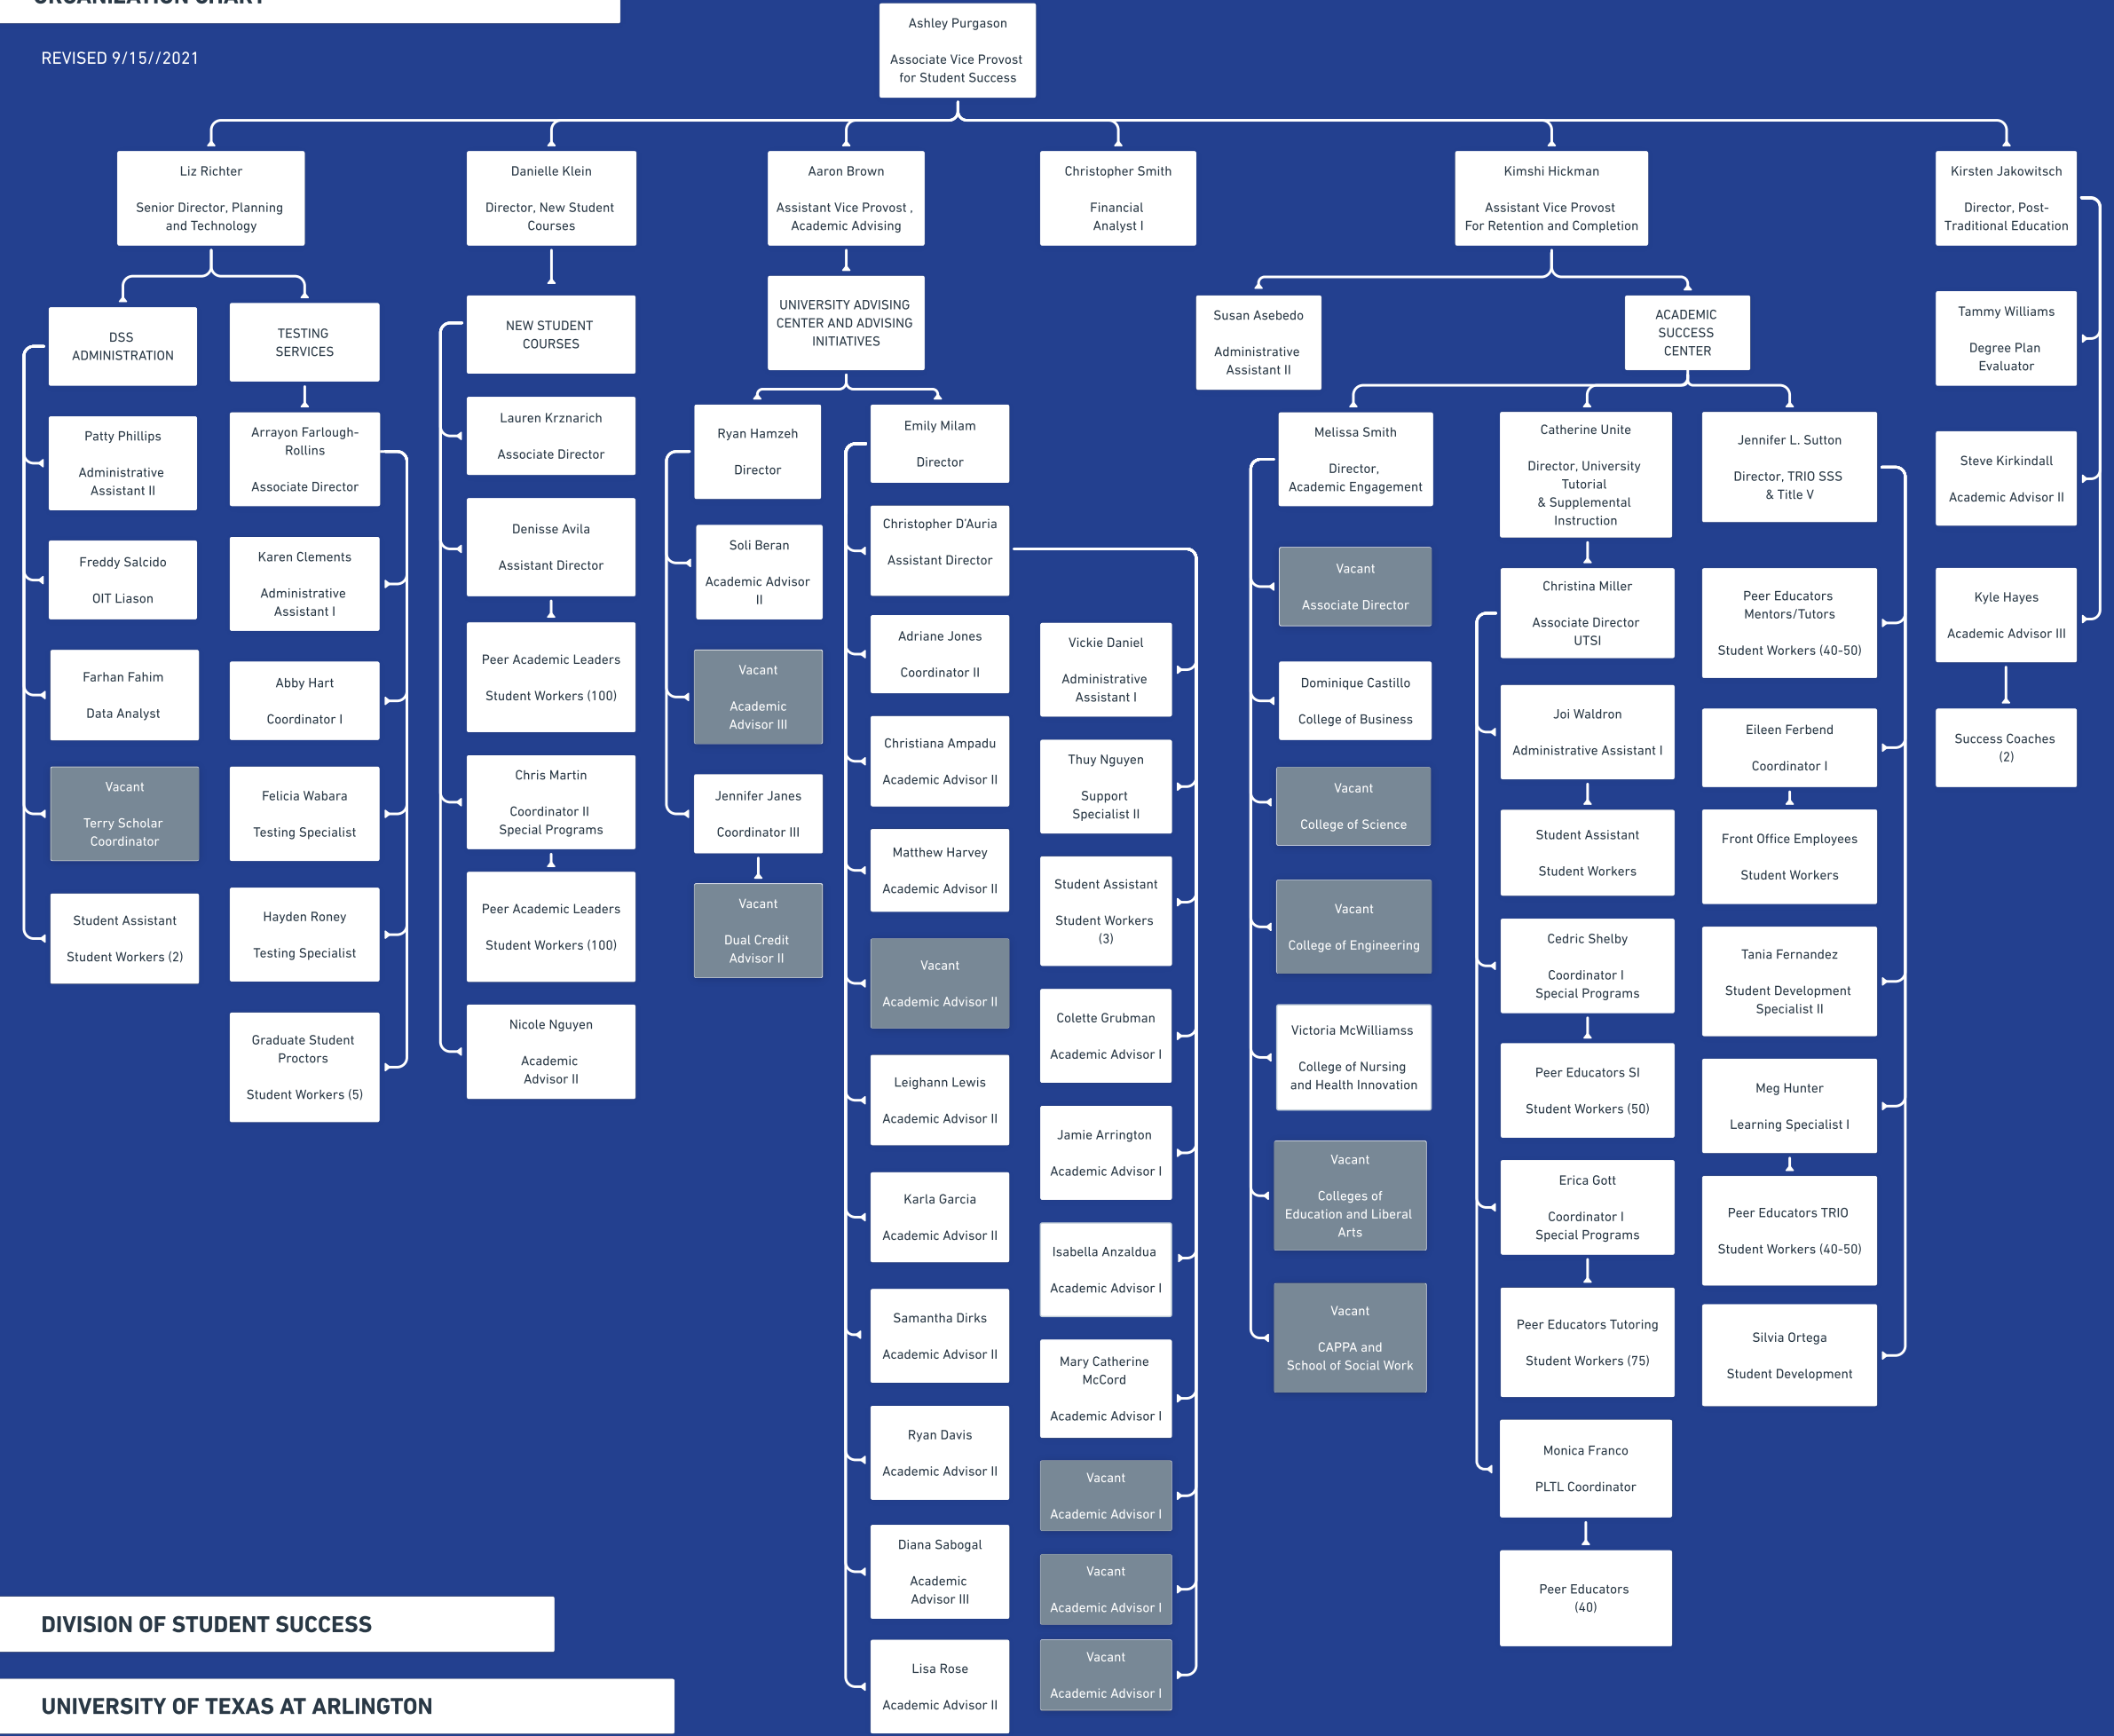 ORGANIZATION CHART
REVISED 9/15//2021
Ashley Purgason
Associate Vice Provost
for Student Success
Liz Richter
Senior Director, Planning
and Technology
Danielle Klein
Director, New Student
Courses
Aaron Brown
Assistant Vice Provost ,
Academic Advising
Christopher Smith
Financial
Analyst I
Kimshi Hickman
Assistant Vice Provost
For Retention and Completion
Kirsten Jakowitsch
Director, Post-
Traditional Education
DSS
ADMINISTRATION
Patty Phillips
Administrative
Assistant II
Freddy Salcido
OIT Liason
Farhan Fahim
Data Analyst
Vacant
Terry Scholar
Coordinator
Student Assistant
Student Workers (2)
TESTING
SERVICES
Arrayon Farlough-
Rollins
Associate Director
Karen Clements
Administrative
Assistant I
Abby Hart
Coordinator I
Felicia Wabara
Testing Specialist
Hayden Roney
Testing Specialist
Graduate Student
Proctors
Student Workers (5)
NEW STUDENT
COURSES
Lauren Krznarich
Associate Director
Denisse Avila
Assistant Director
Peer Academic Leaders
Student Workers (100)
Chris Martin
Coordinator II
Special Programs
Peer Academic Leaders
Student Workers (100)
Nicole Nguyen
Academic
Advisor II
UNIVERSITY ADVISING
CENTER AND ADVISING
INITIATIVES
Ryan Hamzeh
Director
Soli Beran
Academic Advisor
II
Vacant
Academic
Advisor III
Jennifer Janes
Coordinator III
Vacant
Dual Credit
Advisor II
Emily Milam
Director
Christopher D'Auria
Assistant Director
Adriane Jones
Coordinator II
Christiana Ampadu
Academic Advisor II
Matthew Harvey
Academic Advisor II
Vacant
Academic Advisor II
Leighann Lewis
Academic Advisor II
Karla Garcia
Academic Advisor II
Samantha Dirks
Academic Advisor II
Ryan Davis
Academic Advisor II
Diana Sabogal
Academic
Advisor III
Lisa Rose
Academic Advisor II
Vickie Daniel
Administrative
Assistant I
Thuy Nguyen
Support
Specialist II
Student Assistant
Student Workers
(3)
Colette Grubman
Academic Advisor I
Jamie Arrington
Academic Advisor I
Isabella Anzaldua
Academic Advisor I
Mary Catherine
McCord
Academic Advisor I
Vacant
Academic Advisor I
Vacant
Academic Advisor I
Vacant
Academic Advisor I
Susan Asebedo
Administrative
Assistant II
ACADEMIC
SUCCESS
CENTER
Melissa Smith
Director,
Academic Engagement
Vacant
Associate Director
Dominique Castillo
College of Business
Vacant
College of Science
Vacant
College of Engineering
Victoria McWilliamss
College of Nursing
and Health Innovation
Vacant
Colleges of
Education and Liberal
Arts
Vacant
CAPPA and
School of Social Work
Catherine Unite
Director, University
Tutorial
& Supplemental
Instruction
Christina Miller
Associate Director
UTSI
Joi Waldron
Administrative Assistant I
Student Assistant
Student Workers
Cedric Shelby
Coordinator I
Special Programs
Peer Educators SI
Student Workers (50)
Erica Gott
Coordinator I
Special Programs
Peer Educators Tutoring
Student Workers (75)
Monica Franco
PLTL Coordinator
Peer Educators
(40)
Jennifer L. Sutton
Director, TRIO SSS
& Title V
Peer Educators
Mentors/Tutors
Student Workers (40-50)
Eileen Ferbend
Coordinator I
Front Office Employees
Student Workers
Tania Fernandez
Student Development
Specialist II
Meg Hunter
Learning Specialist I
Peer Educators TRIO
Student Workers (40-50)
Silvia Ortega
Student Development
Tammy Williams
Degree Plan
Evaluator
Steve Kirkindall
Academic Advisor II
Kyle Hayes
Academic Advisor III
Success Coaches
(2)
DIVISION OF STUDENT SUCCESS
UNIVERSITY OF TEXAS AT ARLINGTON